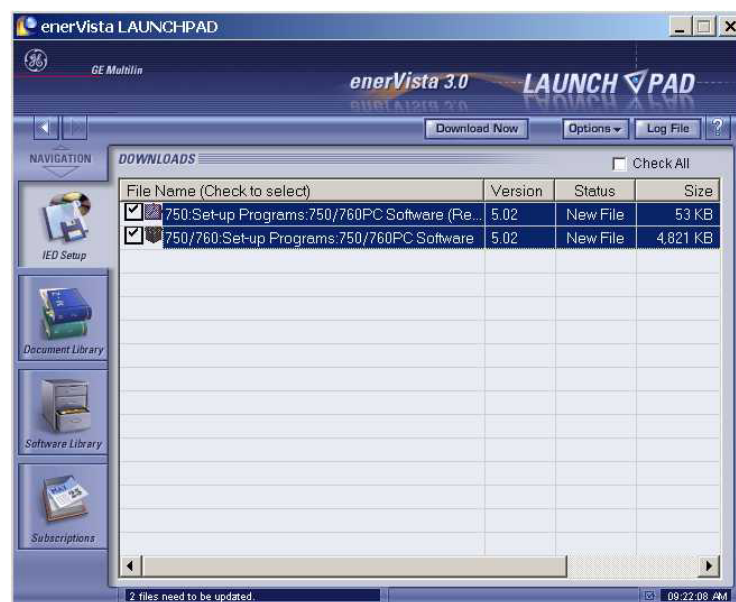 enerVista LAUNCHPAD
GE Multilin
enerVista 3.0 LAUNCH PAD
Download Now Options Log File ?
NAVIGATION
DOWNLOADS Check All
File Name (Check to select) Version Status Size
750:Set-up Programs:750/760PC Software (Re... 5.02 New File 53 KB
750/760:Set-up Programs:750/760PC Software 5.02 New File 4,821 KB
IED Setup
Document Library
Software Library
MAY 25
Subscriptions
2 files need to be updated. 09:22:08 AM